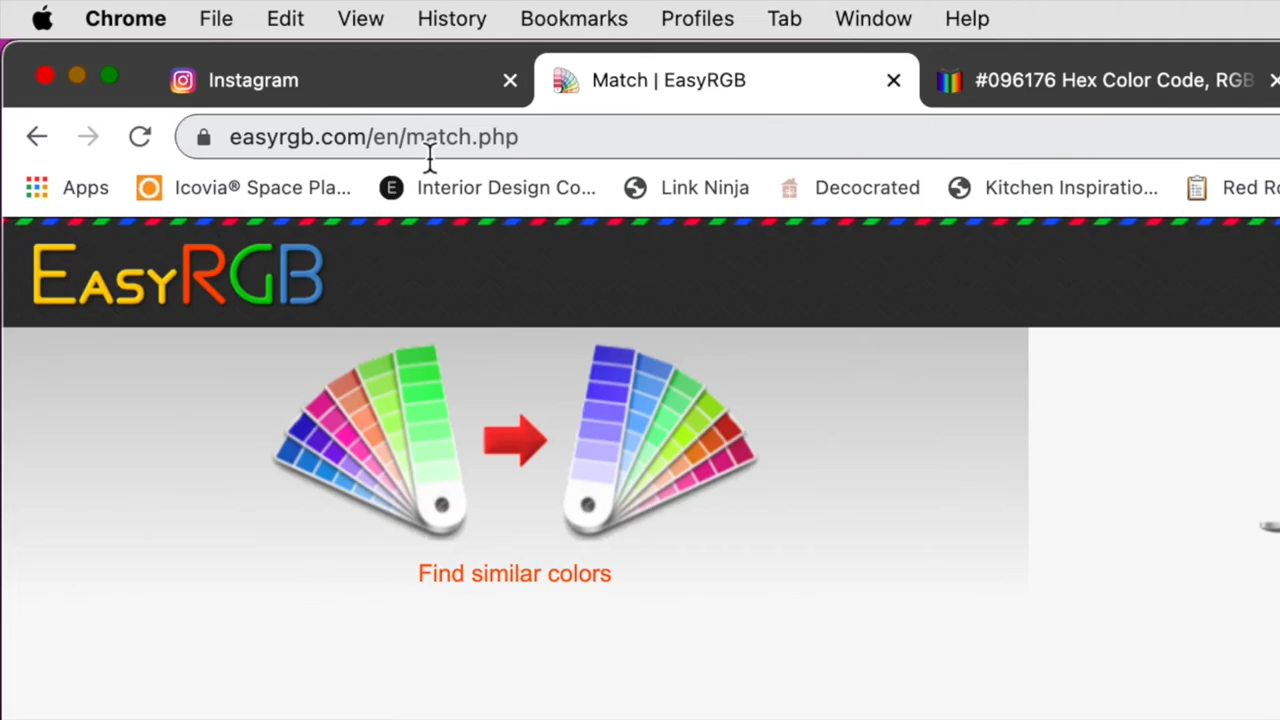 Chrome File Edit View History Bookmarks Profiles Tab Window Help
Instagram Match | EasyRGB #096176 Hex Color Code, RGB
easyrgb.com/en/match.php
Apps Icovia® Space Pla... E Interior Design Co... Link Ninja Decocrated Kitchen Inspiratio... Red Ro
EASYRGB
Find similar colors